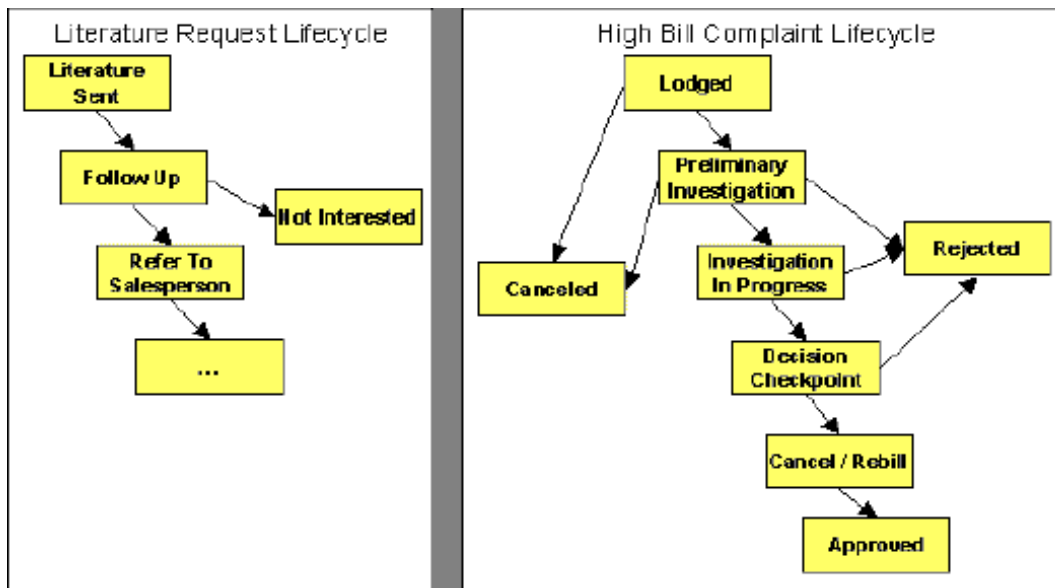 Literature Request Lifecycle
Literature
Sent
Follow Up
Not Interested
Refer To
Salesperson
...
High Bill Complaint Lifecycle
Lodged
Preliminary
Investigation
Rejected
Investigation
In Progress
Canceled
Decision
Checkpoint
Cancel / Rebill
Approved